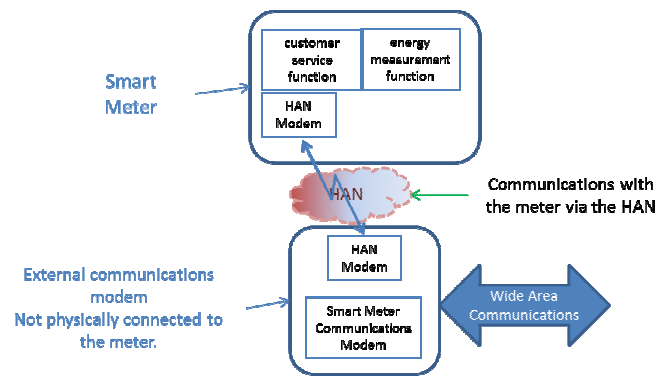 customer
service
function
energy
measurement
function
Smart
Meter
HAN
Modem
HAN
Communications with
the meter via the HAN
HAN
Modem
External communications
modem
Not physically connected to
the meter.
Smart Meter
Communications
Modem
Wide Area
Communications